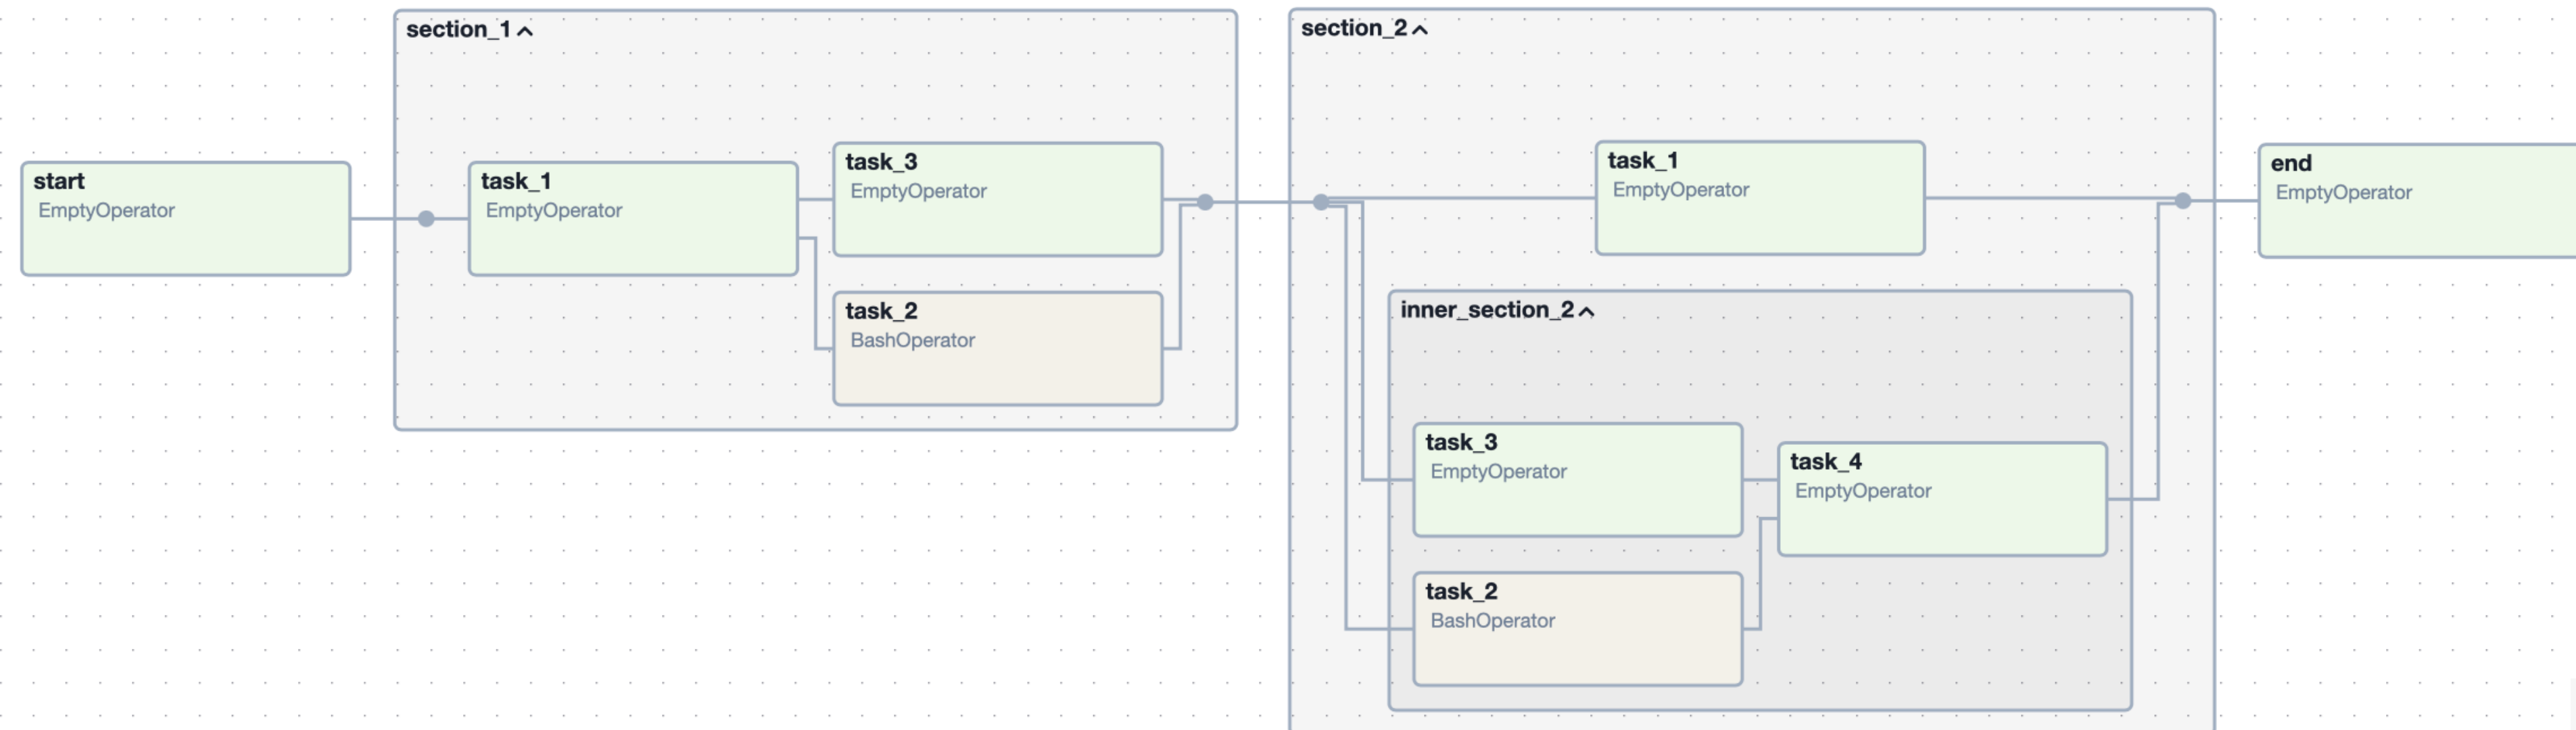 start
EmptyOperator
section_1
task_1
EmptyOperator
task_3
EmptyOperator
task_2
BashOperator
section_2
task_1
EmptyOperator
inner_section_2
task_3
EmptyOperator
task_2
BashOperator
task_4
EmptyOperator
end
EmptyOperator